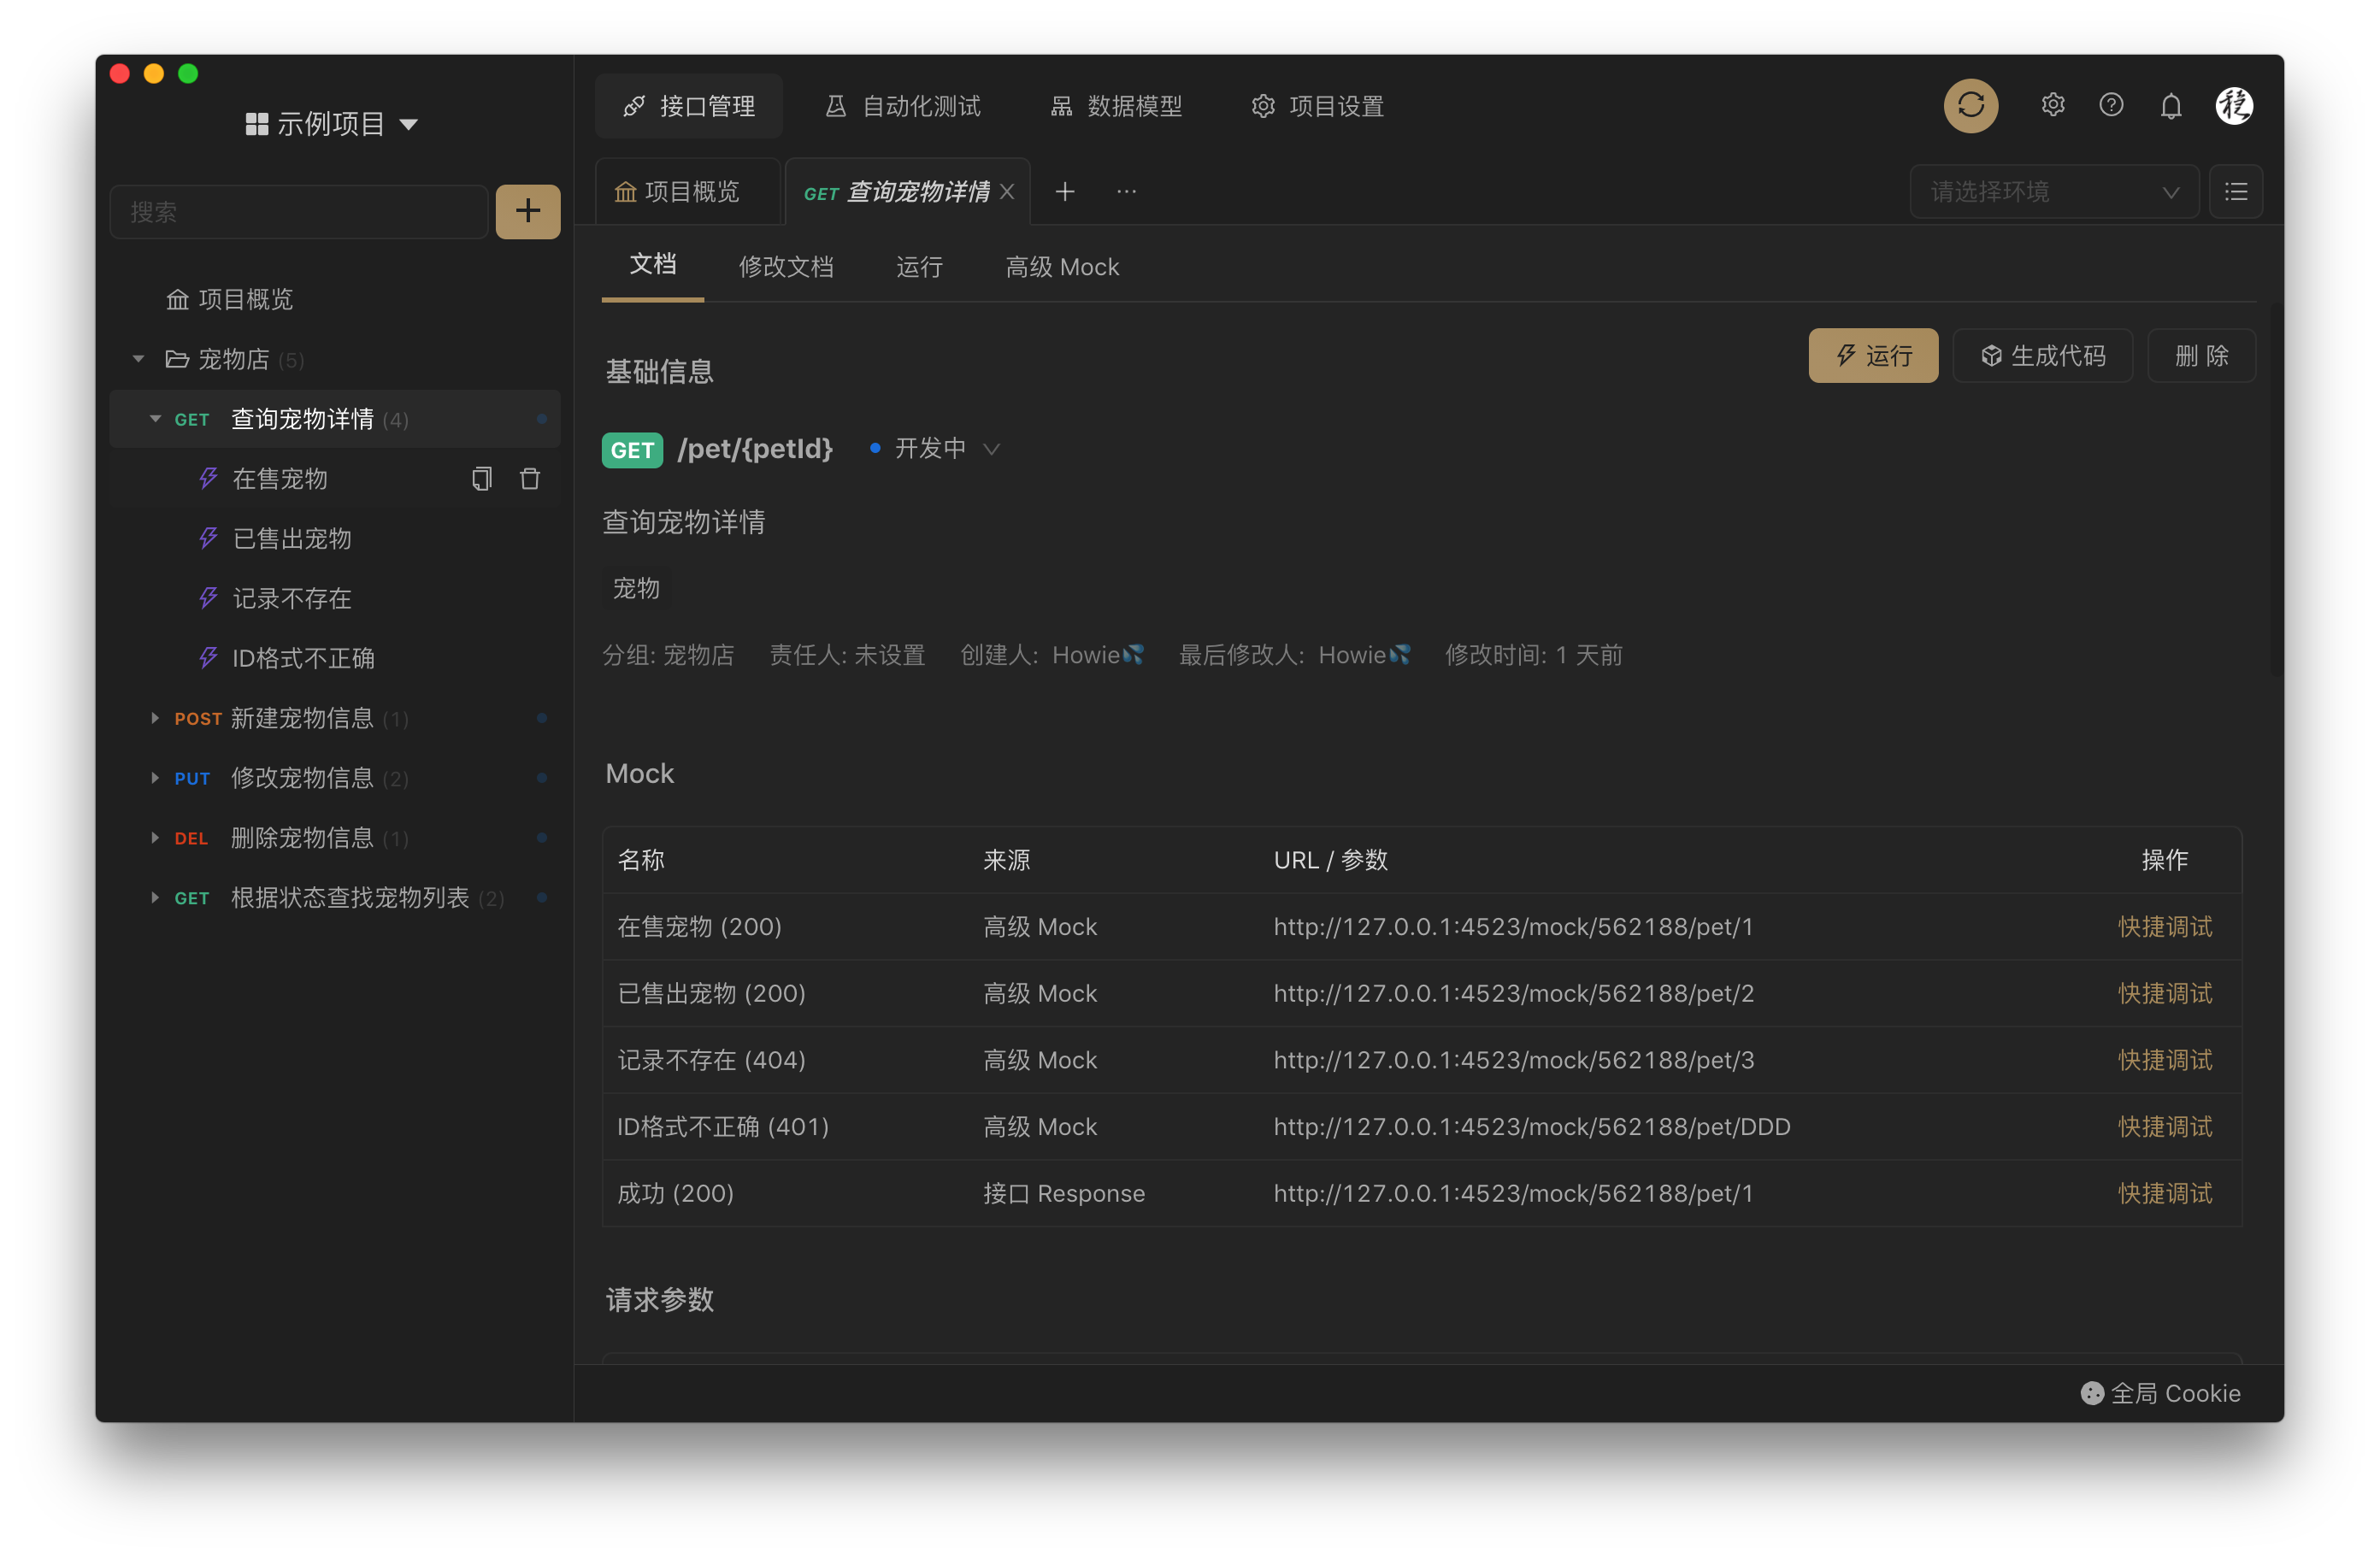 示例项目
搜索
项目概览
宠物店 (5)
GET 查询宠物详情 (4)
在售宠物
已售出宠物
记录不存在
ID格式不正确
POST 新建宠物信息 (1)
PUT 修改宠物信息 (2)
DEL 删除宠物信息 (1)
GET 根据状态查找宠物列表 (2)
接口管理 自动化测试 数据模型 项目设置
稳
项目概览 GET 查询宠物详情 请选择环境
文档 修改文档 运行 高级 Mock
基础信息 运行 生成代码 删 除
GET /pet/{petId} 开发中
查询宠物详情
宠物
分组: 宠物店 责任人: 未设置 创建人: Howie💦 最后修改人: Howie💦 修改时间: 1 天前
Mock
名称 来源 URL / 参数 操作
在售宠物 (200) 高级 Mock http://127.0.0.1:4523/mock/562188/pet/1 快捷调试
已售出宠物 (200) 高级 Mock http://127.0.0.1:4523/mock/562188/pet/2 快捷调试
记录不存在 (404) 高级 Mock http://127.0.0.1:4523/mock/562188/pet/3 快捷调试
ID格式不正确 (401) 高级 Mock http://127.0.0.1:4523/mock/562188/pet/DDD 快捷调试
成功 (200) 接口 Response http://127.0.0.1:4523/mock/562188/pet/1 快捷调试
请求参数
全局 Cookie